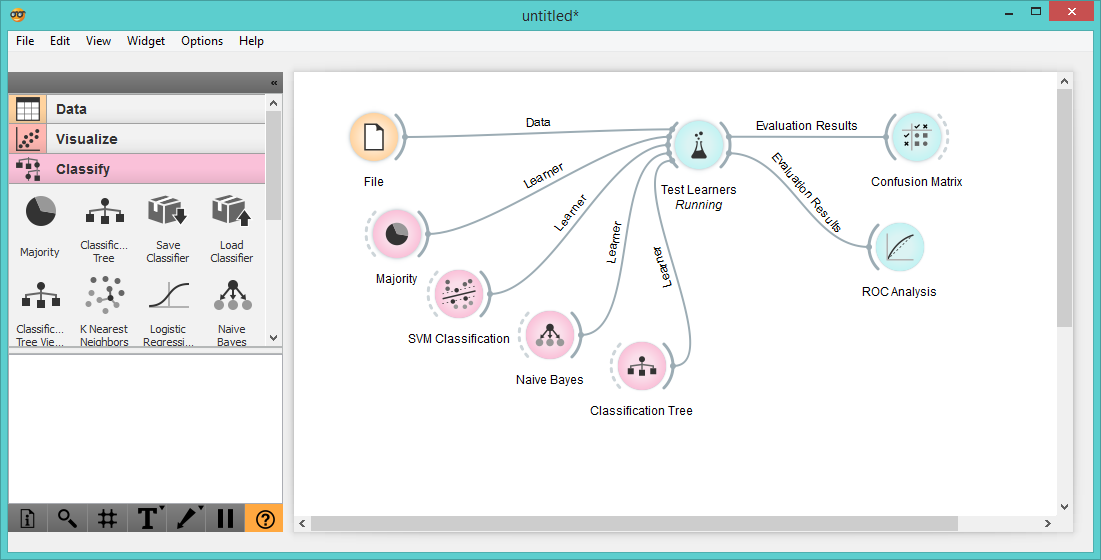 untitled*
File Edit View Widget Options Help
«
Data
Visualize
Classify
Majority
Classific...
Tree
Save
Classifier
Load
Classifier
Classific...
Tree Vie...
K Nearest
Neighbors
Logistic
Regressi...
Naive
Bayes
Data
Learner
Learner
Learner
Learner
Evaluation Results
Evaluation Results
File
Majority
SVM Classification
Naive Bayes
Classification Tree
Test Learners
Running
Confusion Matrix
ROC Analysis
T
?